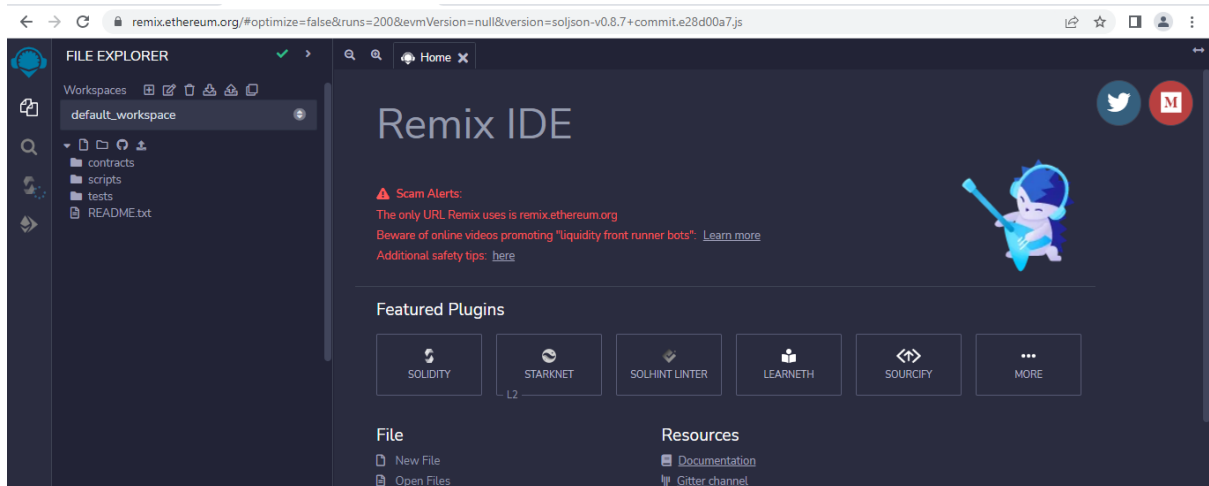 remix.ethereum.org/#optimize=false&runs=200&evmVersion=null&version=soljson-v0.8.7+commit.e28d00a7.js
FILE EXPLORER
Home
Workspaces
default_workspace
contracts
scripts
tests
README.txt
Remix IDE
M
Scam Alerts:
The only URL Remix uses is remix.ethereum.org
Beware of online videos promoting "liquidity front runner bots": Learn more
Additional safety tips: here
Featured Plugins
SOLIDITY
STARKNET
L2
SOLHINT LINTER
LEARNETH
SOURCIFY
MORE
File
New File
Open Files
Resources
Documentation
Gitter channel